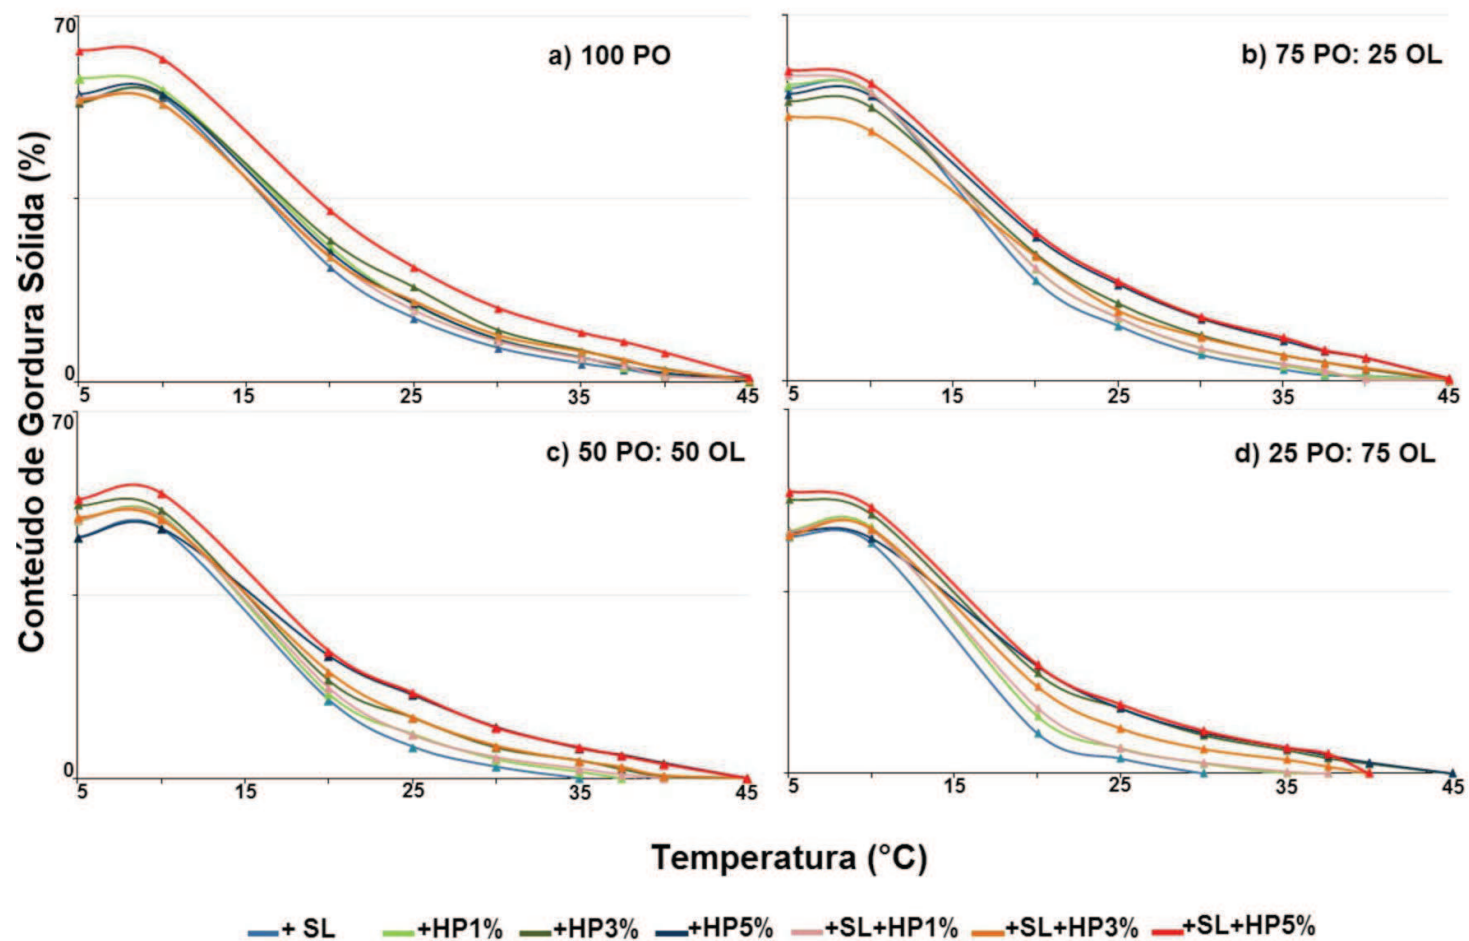 Conteúdo de Gordura Sólida (%)
70
a) 100 PO
0
5 15 25 35 45
b) 75 PO: 25 OL
5 15 25 35 45
70
c) 50 PO: 50 OL
0
5 15 25 35 45
d) 25 PO: 75 OL
5 15 25 35 45
Temperatura (°C)
+ SL +HP1% +HP3% +HP5% +SL+HP1% +SL+HP3% +SL+HP5%